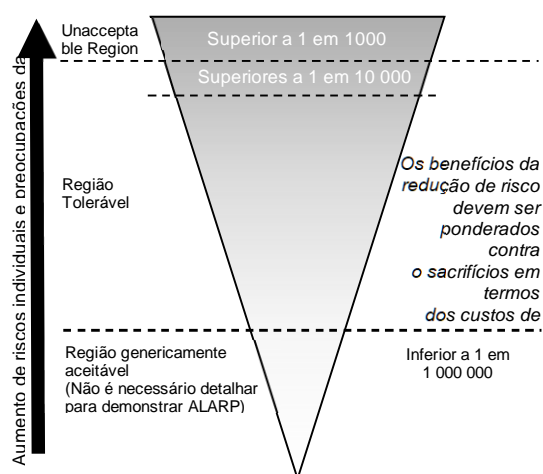 Unaccepta
ble Region
Superior a 1 em 1000
Superiores a 1 em 10 000
Aumento de riscos individuais e preocupações da
Região
Tolerável
Os benefícios da
redução de risco
devem ser
ponderados
contra
o sacrifícios em
termos
dos custos de
Região genericamente
aceitável
(Não é necessário detalhar
para demonstrar ALARP)
Inferior a 1 em
1 000 000